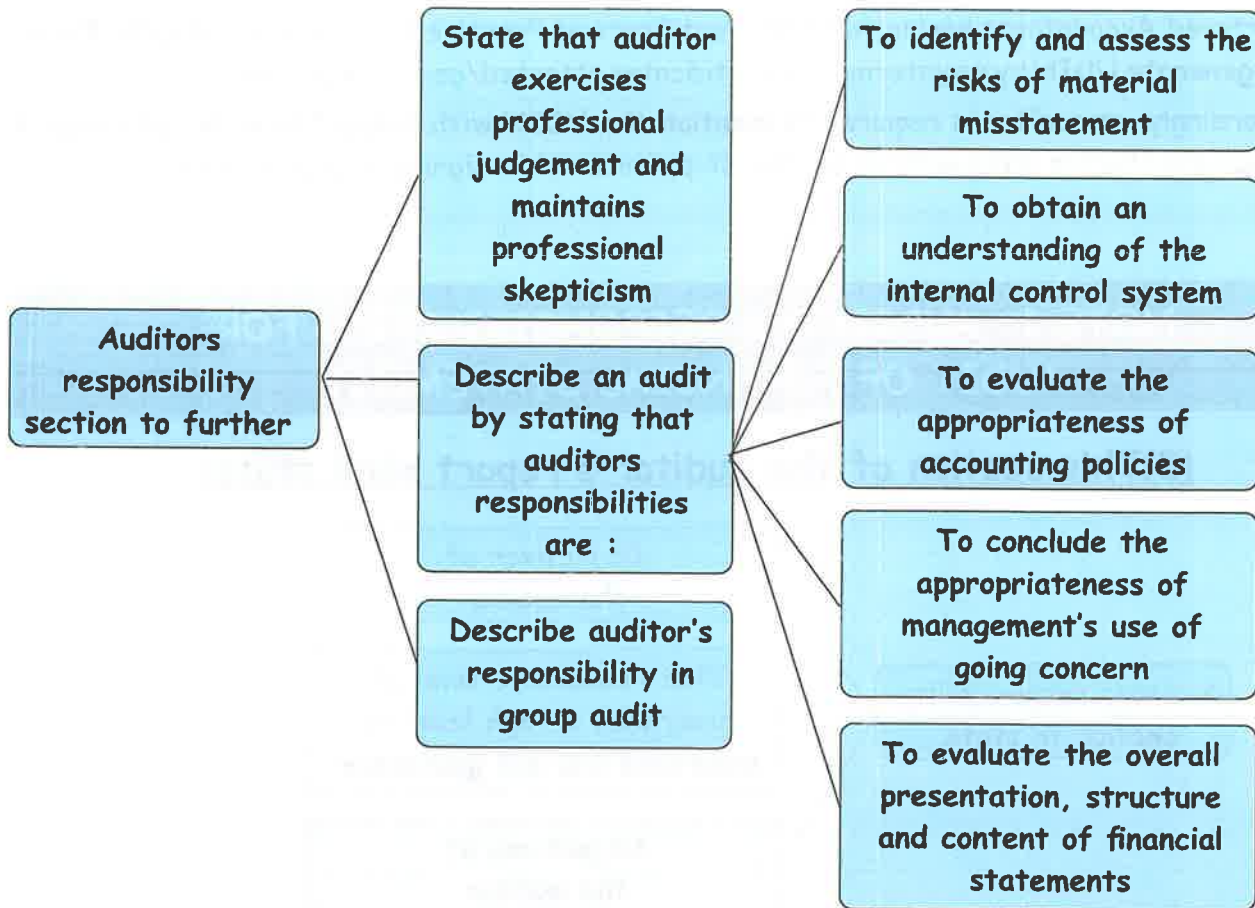 State that auditor
exercises
professional
judgement and
maintains
professional
skepticism
Auditors
responsibility
section to further
Describe an audit
by stating that
auditors
responsibilities
are :
Describe auditor's
responsibility in
group audit
To identify and assess the
risks of material
misstatement
To obtain an
understanding of the
internal control system
To evaluate the
appropriateness of
accounting policies
To conclude the
appropriateness of
management's use of
going concern
To evaluate the overall
presentation, structure
and content of financial
statements